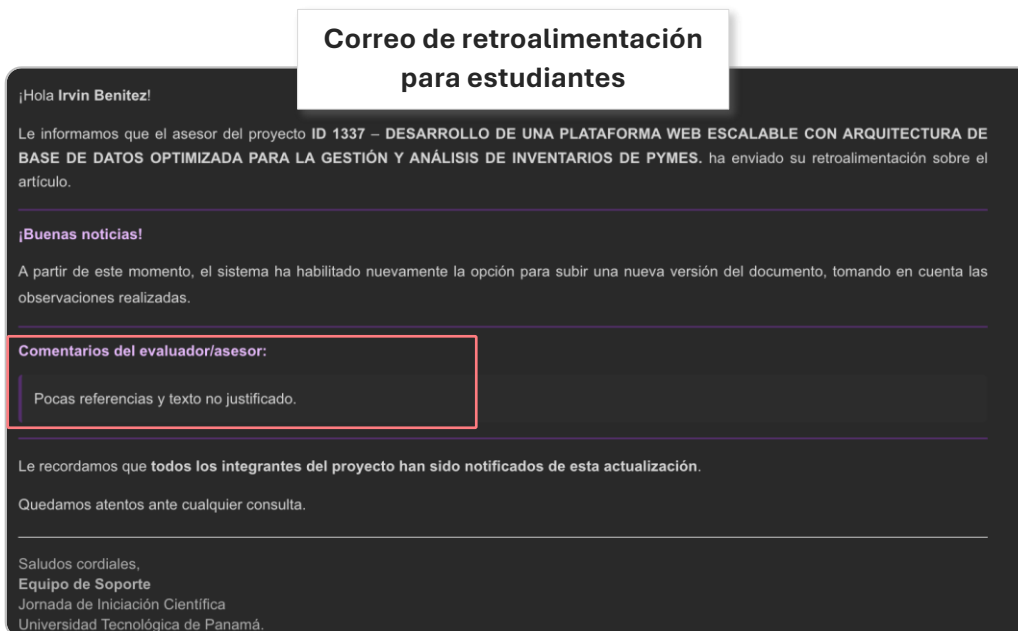 Correo de retroalimentación
para estudiantes
¡Hola Irvin Benitez!
Le informamos que el asesor del proyecto ID 1337 – DESARROLLO DE UNA PLATAFORMA WEB ESCALABLE CON ARQUITECTURA DE
BASE DE DATOS OPTIMIZADA PARA LA GESTIÓN Y ANÁLISIS DE INVENTARIOS DE PYMES. ha enviado su retroalimentación sobre el
artículo.
¡Buenas noticias!
A partir de este momento, el sistema ha habilitado nuevamente la opción para subir una nueva versión del documento, tomando en cuenta las
observaciones realizadas.
Comentarios del evaluador/asesor:
Pocas referencias y texto no justificado.
Le recordamos que todos los integrantes del proyecto han sido notificados de esta actualización.
Quedamos atentos ante cualquier consulta.
Saludos cordiales,
Equipo de Soporte
Jornada de Iniciación Científica
Universidad Tecnológica de Panamá.